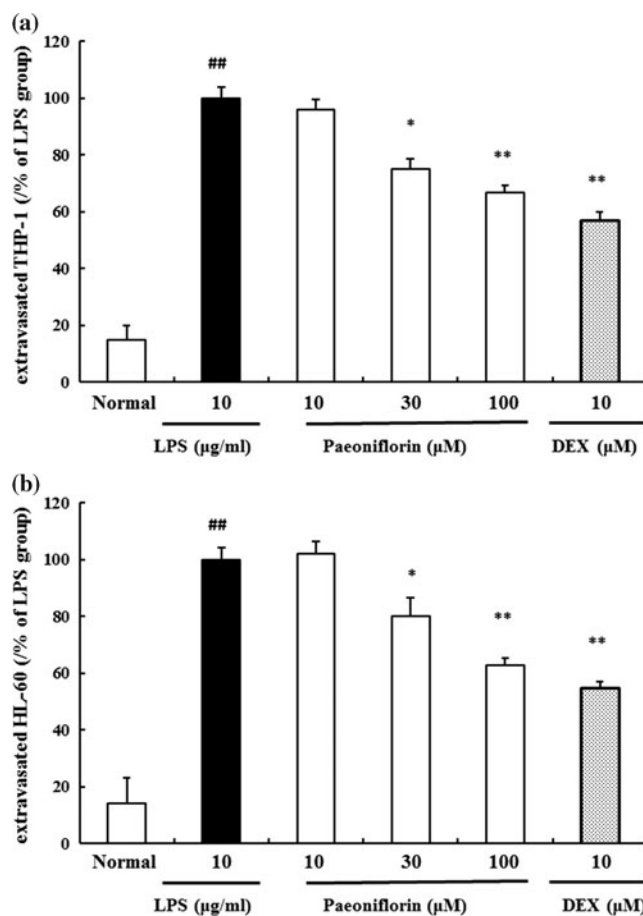 (a)
120
##
100
*
**
**
80
60
40
20
0
extravasated THP-1 (/% of LPS group)
Normal 10 10 30 100 10
LPS (μg/ml) Paeoniflorin (μM) DEX (μM)
(b)
120
##
100
*
**
**
80
60
40
20
0
extravasated HL-60 (/% of LPS group)
Normal 10 10 30 100 10
LPS (μg/ml) Paeoniflorin (μM) DEX (μM)